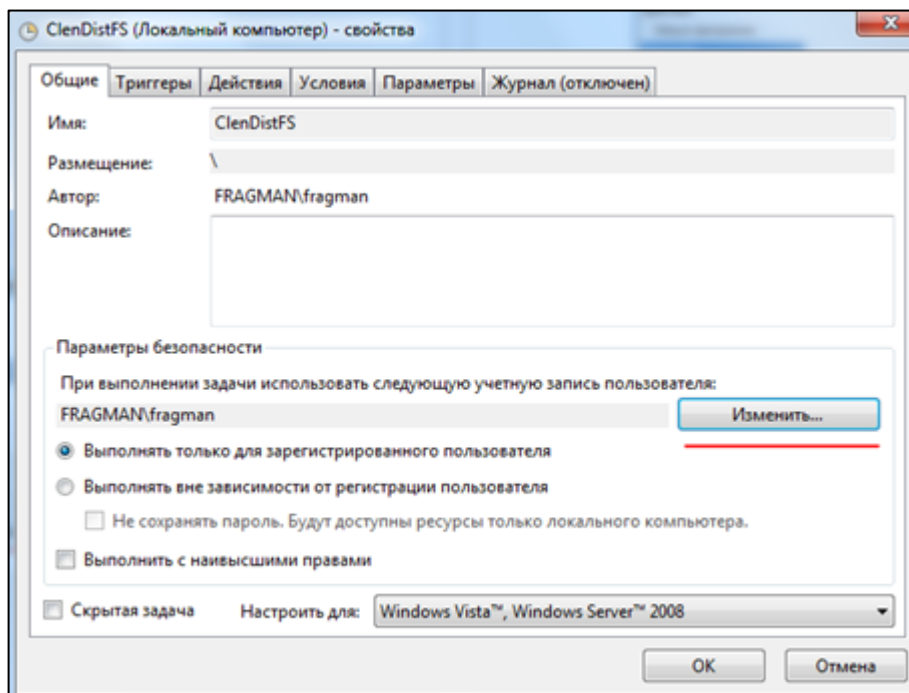 ClenDistFS (Локальный компьютер) - свойства
Общие Триггеры Действия Условия Параметры Журнал (отключен)
Имя: ClenDistFS
Размещение: \
Автор: FRAGMAN\fragman
Описание:
Параметры безопасности
При выполнении задачи использовать следующую учетную запись пользователя:
FRAGMAN\fragman Изменить...
Выполнять только для зарегистрированного пользователя
Выполнять вне зависимости от регистрации пользователя
Не сохранять пароль. Будут доступны ресурсы только локального компьютера.
Выполнить с наивысшими правами
Скрытая задача Настроить для: Windows Vista™, Windows Server™ 2008
OK Отмена